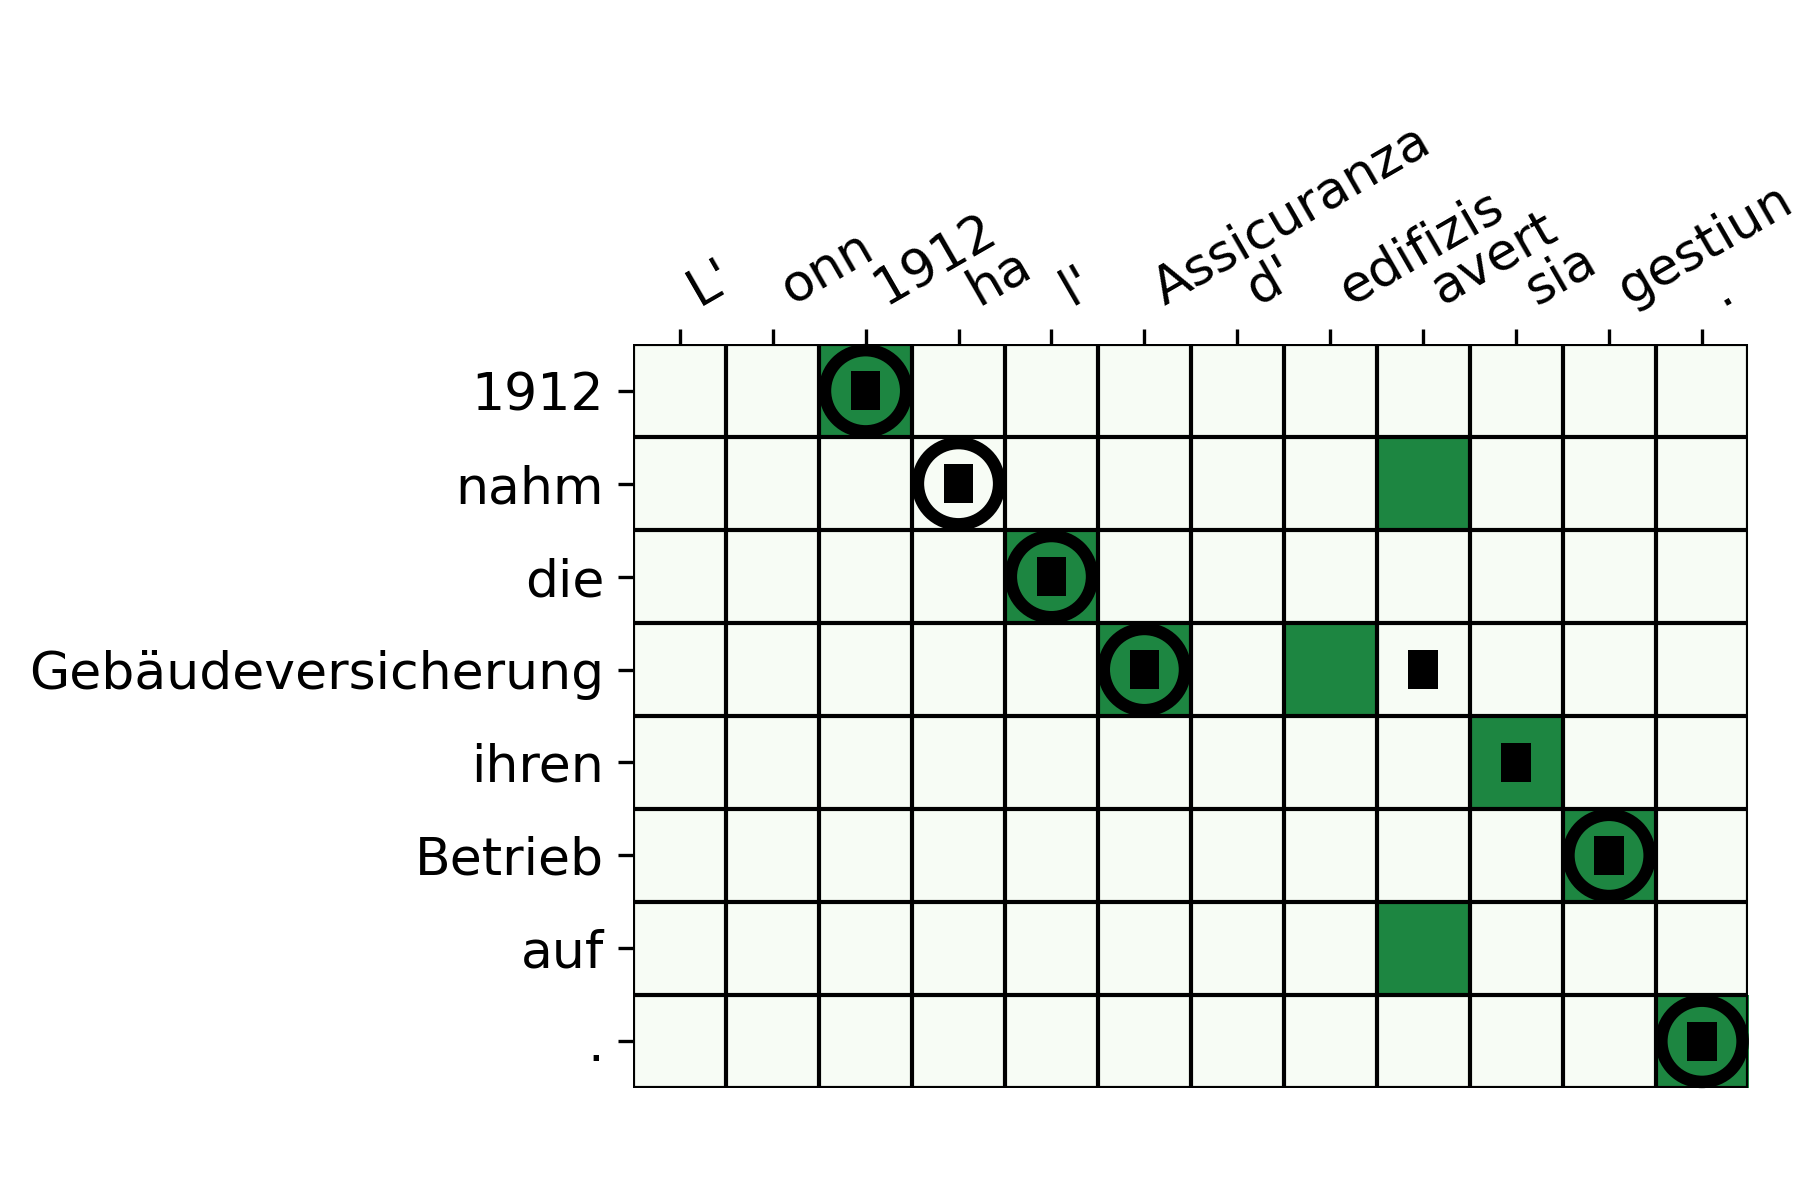 L' onn 1912 ha l' Assicuranza d' edifizis avert sia gestiun .
1912
nahm
die
Gebäudeversicherung
ihren
Betrieb
auf
.